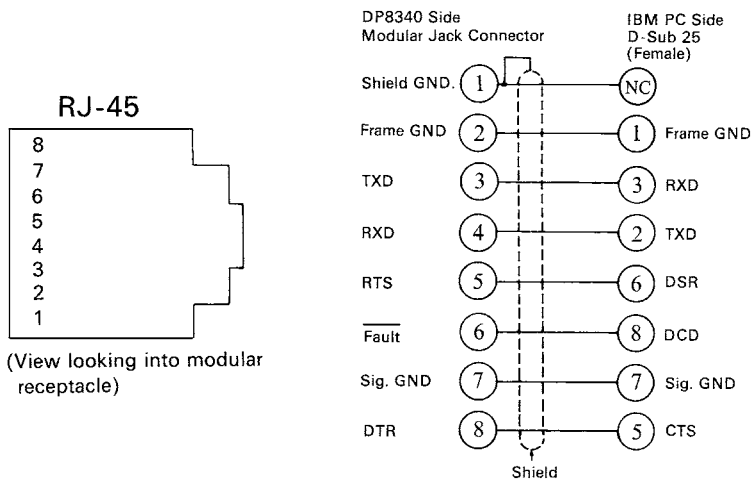 RJ-45
8
7
6
5
4
3
2
1
(View looking into modular
receptacle)
DP8340 Side
Modular Jack Connector
IBM PC Side
D-Sub 25
(Female)
Shield GND. 1 NC
Frame GND 2 1 Frame GND
TXD 3 3 RXD
RXD 4 2 TXD
RTS 5 6 DSR
Fault 6 8 DCD
Sig. GND 7 7 Sig. GND
DTR 8 5 CTS
Shield